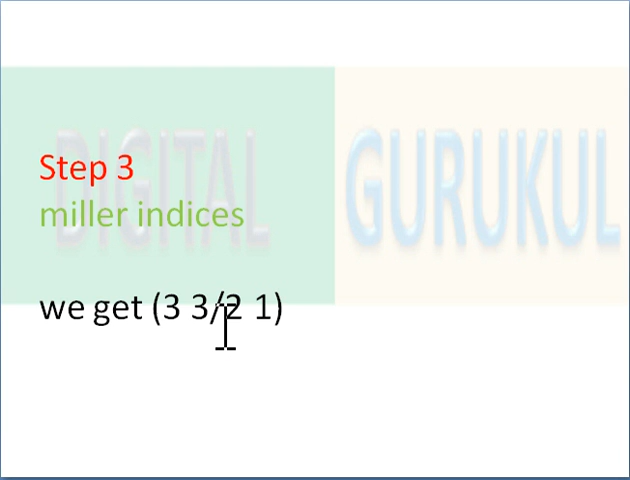 DIGITAL GURUKUL
Step 3
miller indices
we get (3 3/2 1)